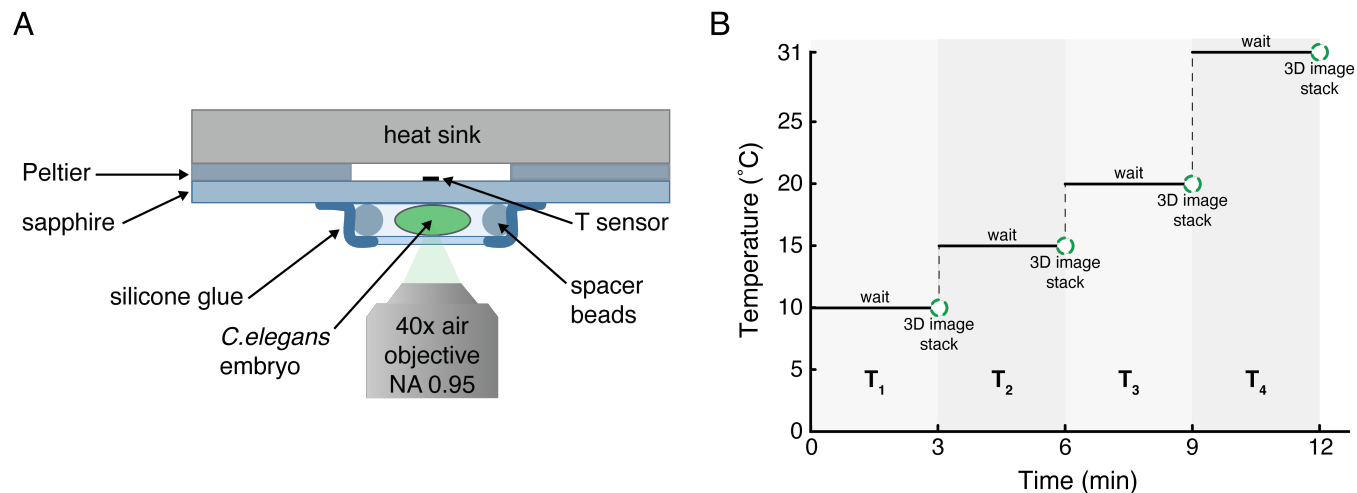 A
heat sink
Peltier
sapphire
T sensor
silicone glue
spacer
beads
C.elegans
embryo
40x air
objective
NA 0.95
B
Temperature (°C)
31
25
20
15
10
5
0
wait
3D image
stack
wait
3D image
stack
wait
3D image
stack
wait
3D image
stack
T1
T2
T3
T4
0
3
6
9
12
Time (min)